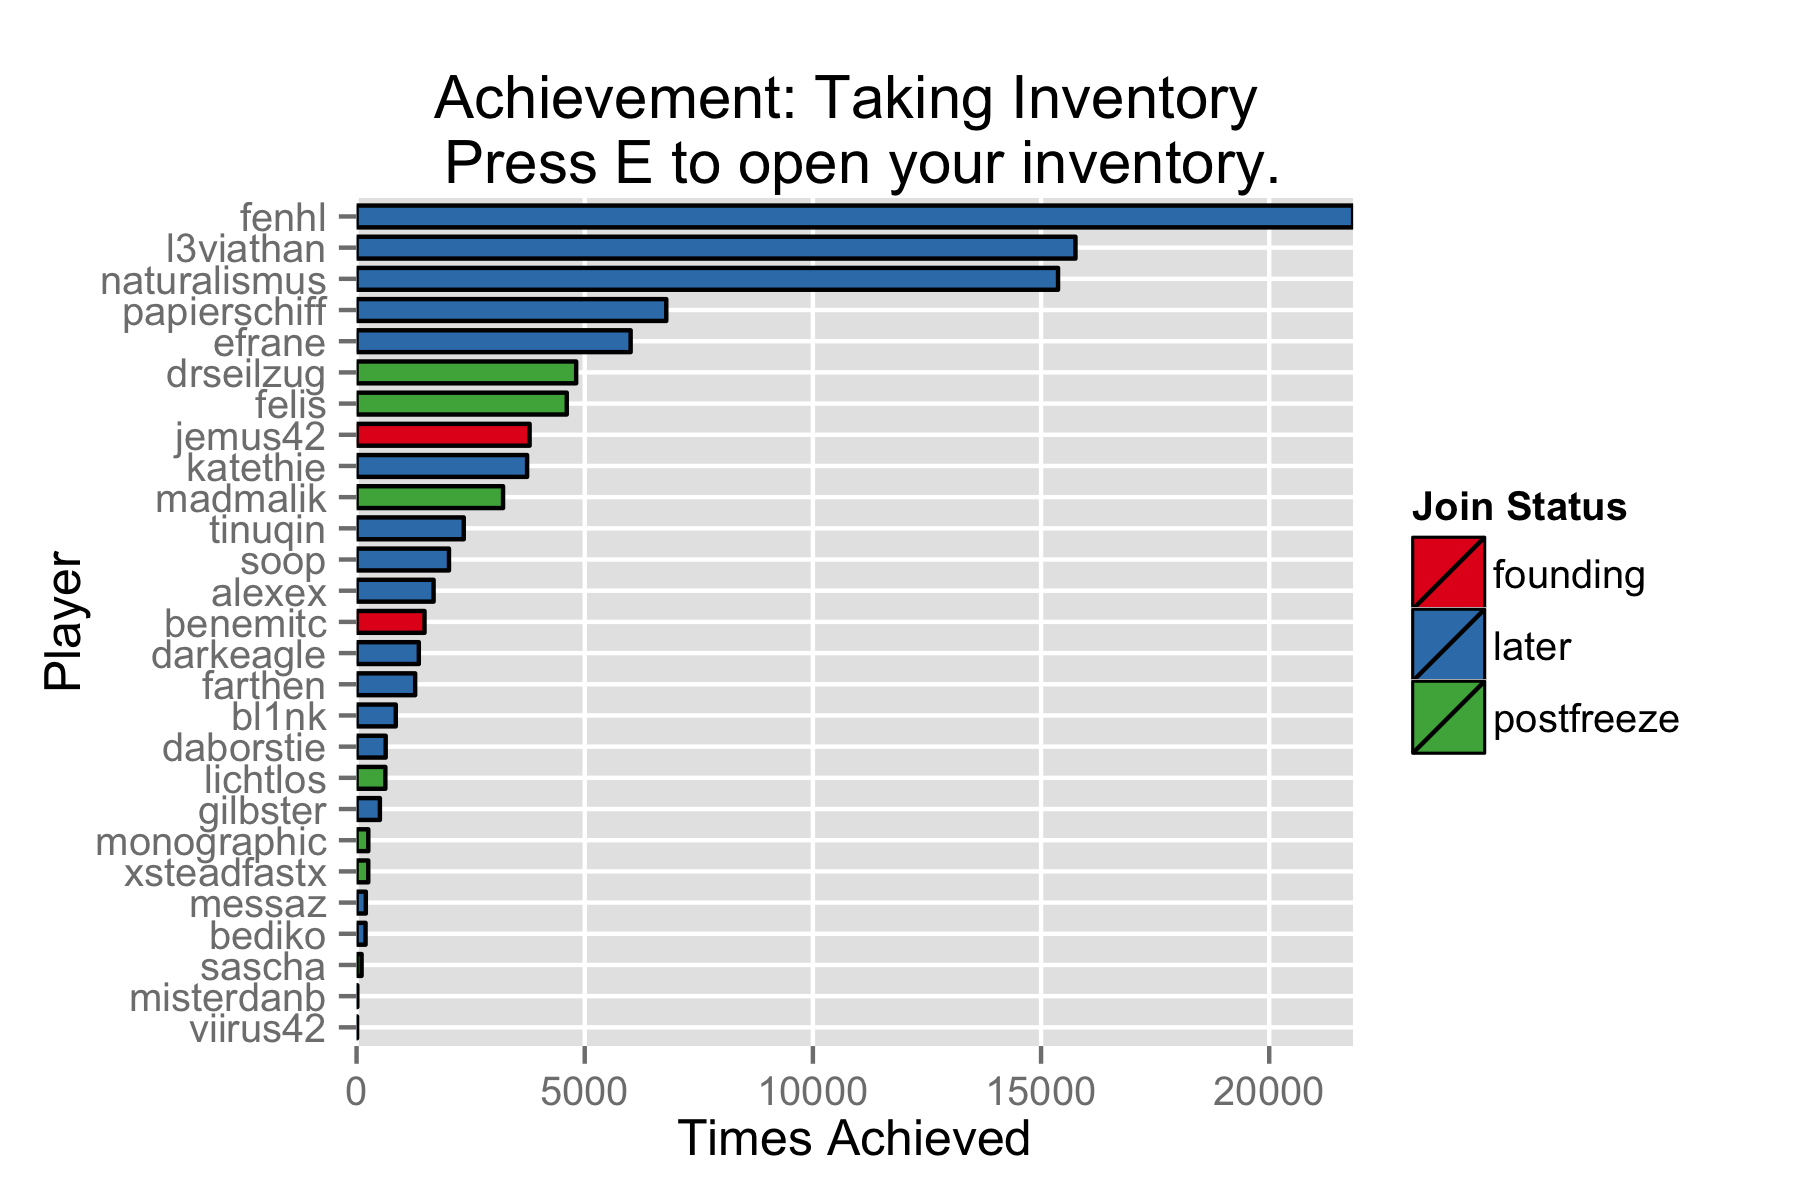 Achievement: Taking Inventory
Press E to open your inventory.
Player
fenhl
l3viathan
naturalismus
papierschiff
efrane
drseilzug
felis
jemus42
katethie
madmalik
tinuqin
soop
alexex
benemitc
darkeagle
farthen
bl1nk
daborstie
lichtlos
gilbster
monographic
xsteadfastx
messaz
bediko
sascha
misterdanb
viirus42
0 5000 10000 15000 20000
Times Achieved
Join Status
founding
later
postfreeze